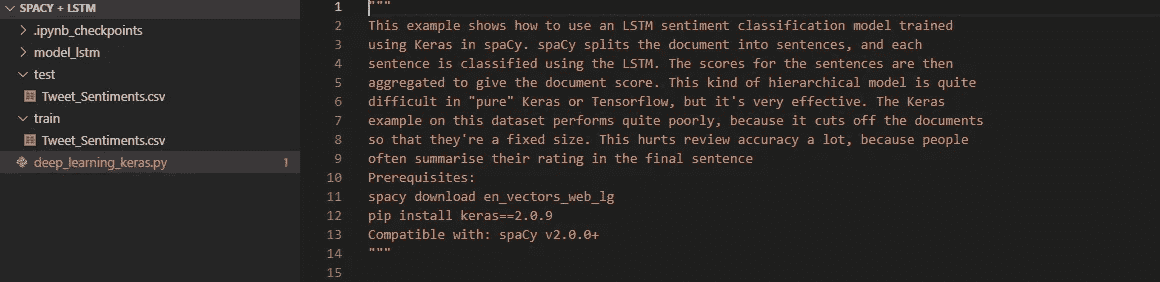 SPACY + LSTM
.ipynb_checkpoints
model_lstm
test
Tweet_Sentiments.csv
train
Tweet_Sentiments.csv
deep_learning_keras.py 1
1 """
2 This example shows how to use an LSTM sentiment classification model trained
3 using Keras in spaCy. spaCy splits the document into sentences, and each
4 sentence is classified using the LSTM. The scores for the sentences are then
5 aggregated to give the document score. This kind of hierarchical model is quite
6 difficult in "pure" Keras or Tensorflow, but it's very effective. The Keras
7 example on this dataset performs quite poorly, because it cuts off the documents
8 so that they're a fixed size. This hurts review accuracy a lot, because people
9 often summarise their rating in the final sentence
10 Prerequisites:
11 spacy download en_vectors_web_lg
12 pip install keras==2.0.9
13 Compatible with: spaCy v2.0.0+
14 """
15